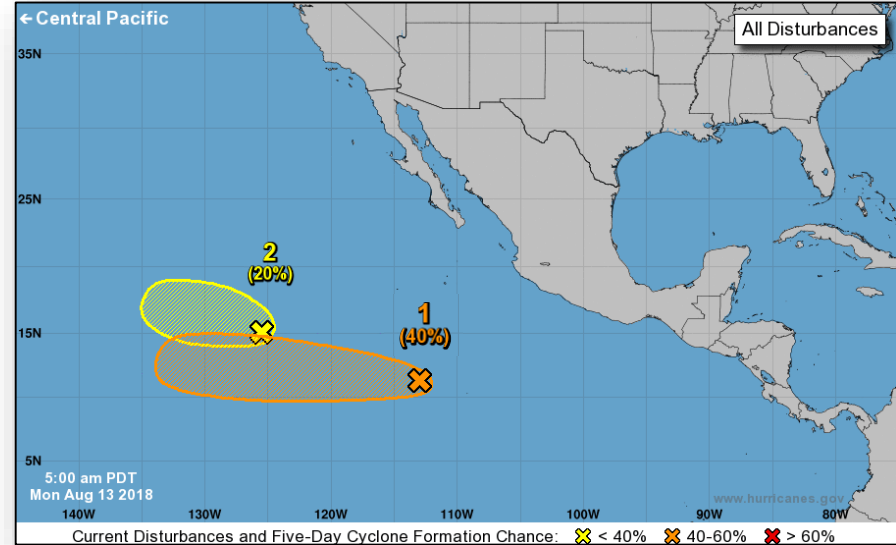 ←Central Pacific
All Disturbances
35N
25N
2
(20%)
1
(40%)
15N
5N
5:00 am PDT
Mon Aug 13 2018
www.hurricanes.gov
140W 130W 120W 110W 100W 90W 80W
Current Disturbances and Five-Day Cyclone Formation Chance: < 40% 40-60% > 60%